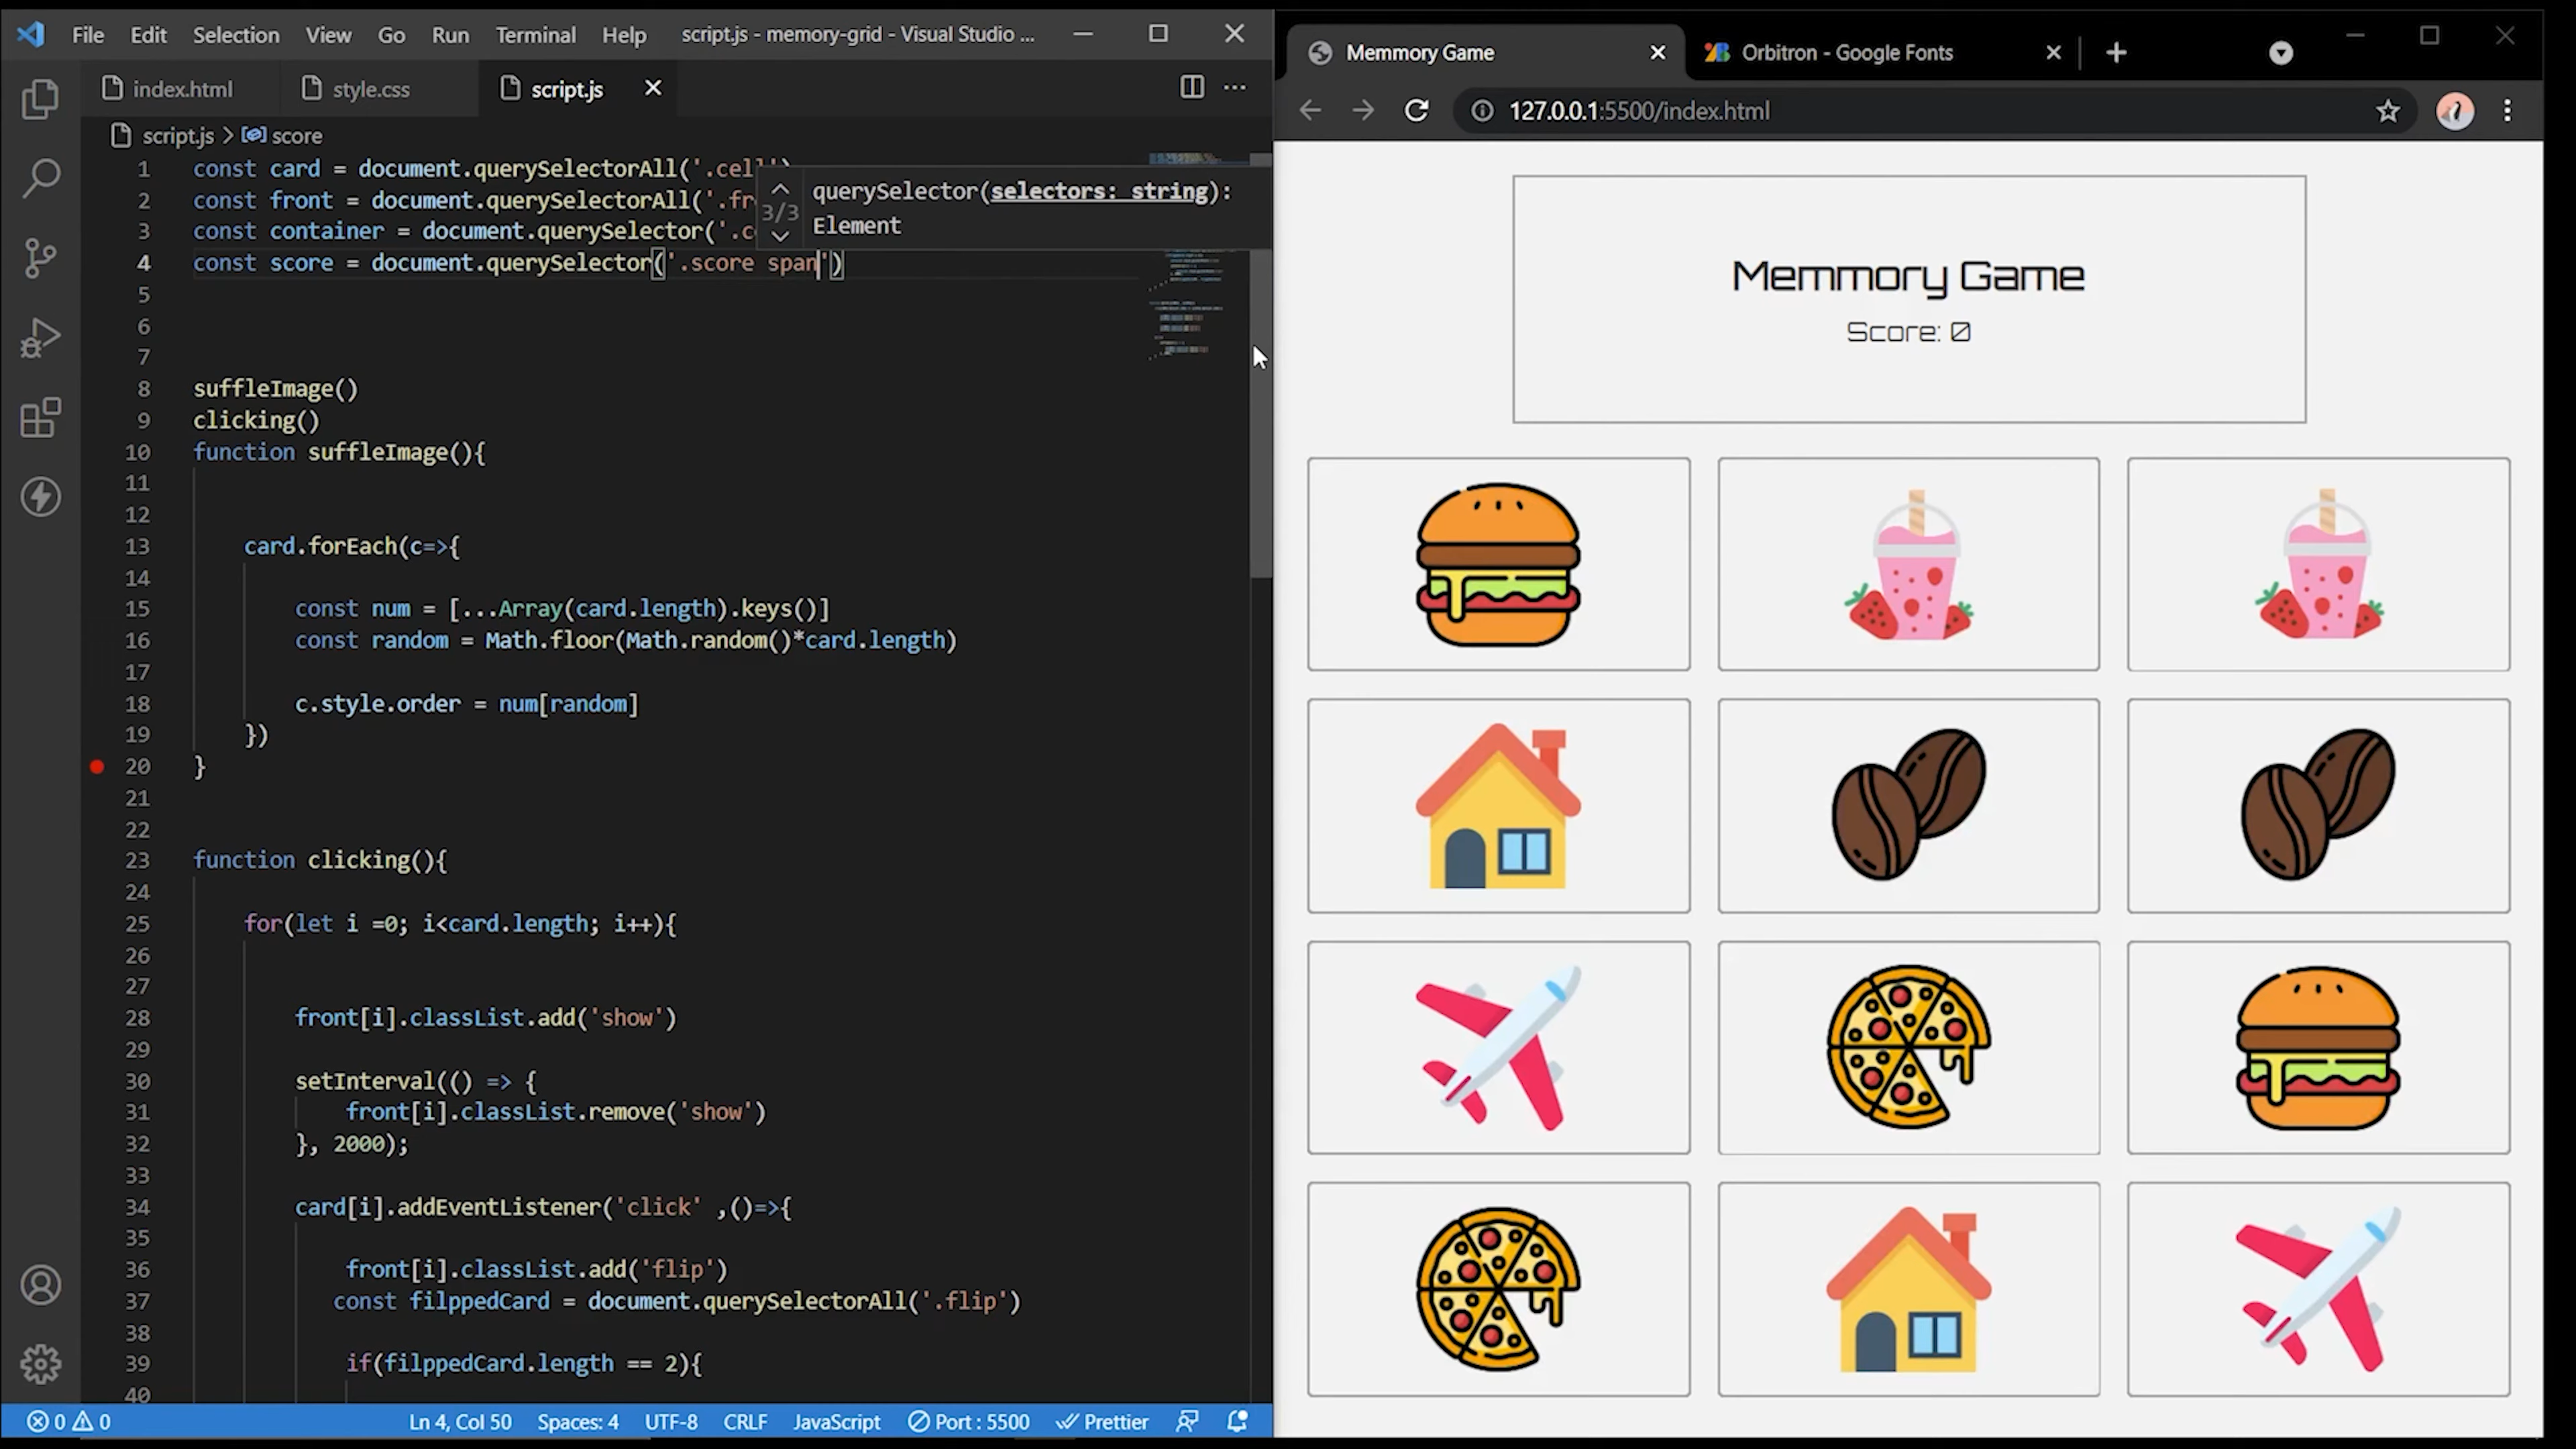 File Edit Selection View Go Run Terminal Help script.js - memory-grid - Visual Studio ...
index.html style.css script.js
script.js > score
1 const card = document.querySelectorAll('.cell')
2 const front = document.querySelectorAll('.fr
3 const container = document.querySelector('.c
3/3 querySelector(selectors: string):
Element
4 const score = document.querySelector('.score span')
5
6
7
8 suffleImage()
9 clicking()
10 function suffleImage(){
11
12
13 card.forEach(c=>{
14
15 const num = [...Array(card.length).keys()]
16 const random = Math.floor(Math.random()*card.length)
17
18 c.style.order = num[random]
19 })
20 }
21
22
23 function clicking(){
24
25 for(let i =0; i<card.length; i++){
26
27
28 front[i].classList.add('show')
29
30 setInterval(() => {
31 front[i].classList.remove('show')
32 }, 2000);
33
34 card[i].addEventListener('click' ,()=>{
35
36 front[i].classList.add('flip')
37 const filppedCard = document.querySelectorAll('.flip')
38
39 if(filppedCard.length == 2){
40
0 0 Ln 4, Col 50 Spaces: 4 UTF-8 CRLF JavaScript Port : 5500 Prettier
Memmory Game Orbitron - Google Fonts
127.0.0.1:5500/index.html
Memmory Game
Score: 0